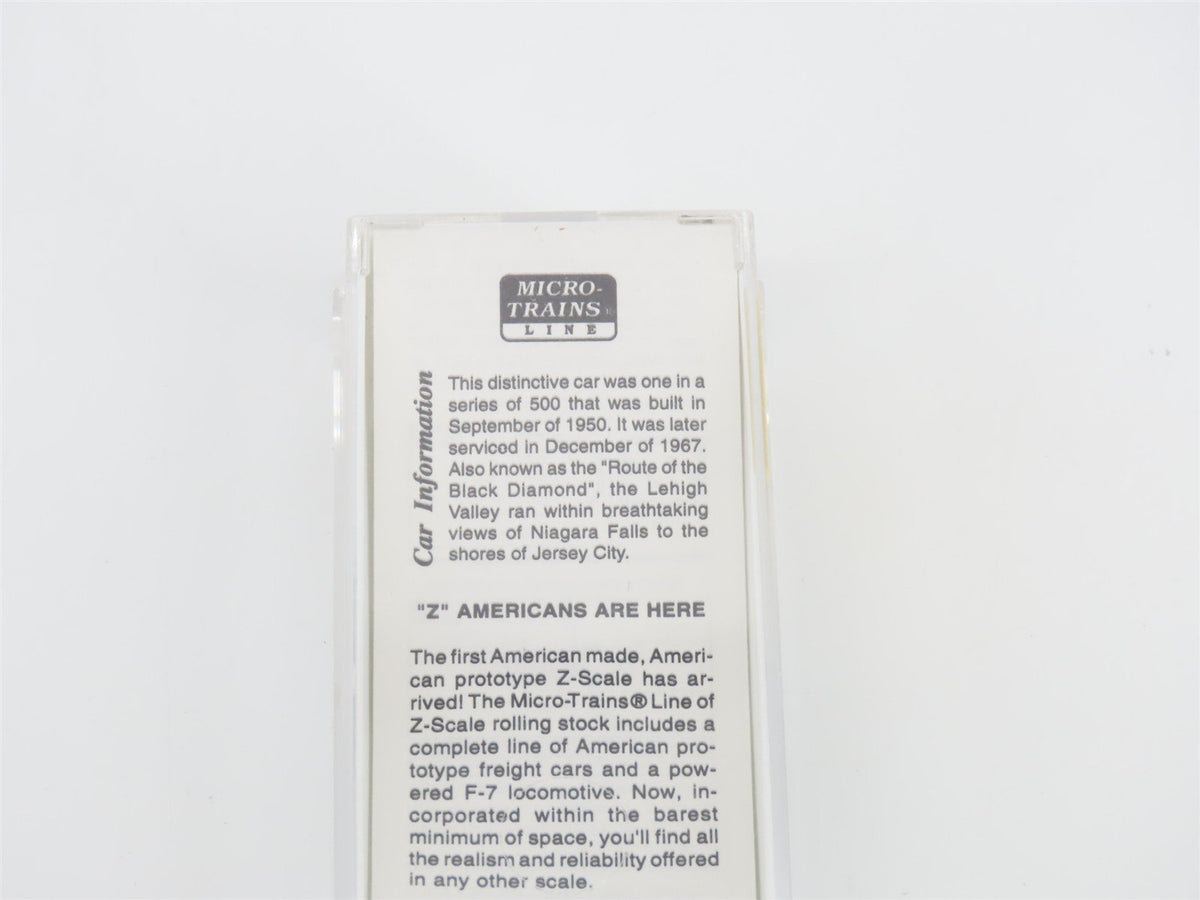 MICRO-
TRAINS
LINE
Car Information
This distinctive car was one in a
series of 500 that was built in
September of 1950. It was later
serviced in December of 1967.
Also known as the "Route of the
Black Diamond", the Lehigh
Valley ran within breathtaking
views of Niagara Falls to the
shores of Jersey City.
"Z" AMERICANS ARE HERE
The first American made, Ameri-
can prototype Z-Scale has ar-
rived! The Micro-Trains® Line of
Z-Scale rolling stock includes a
complete line of American pro-
totype freight cars and a pow-
ered F-7 locomotive. Now, in-
corporated within the barest
minimum of space, you'll find all
the realism and reliability offered
in any other scale.